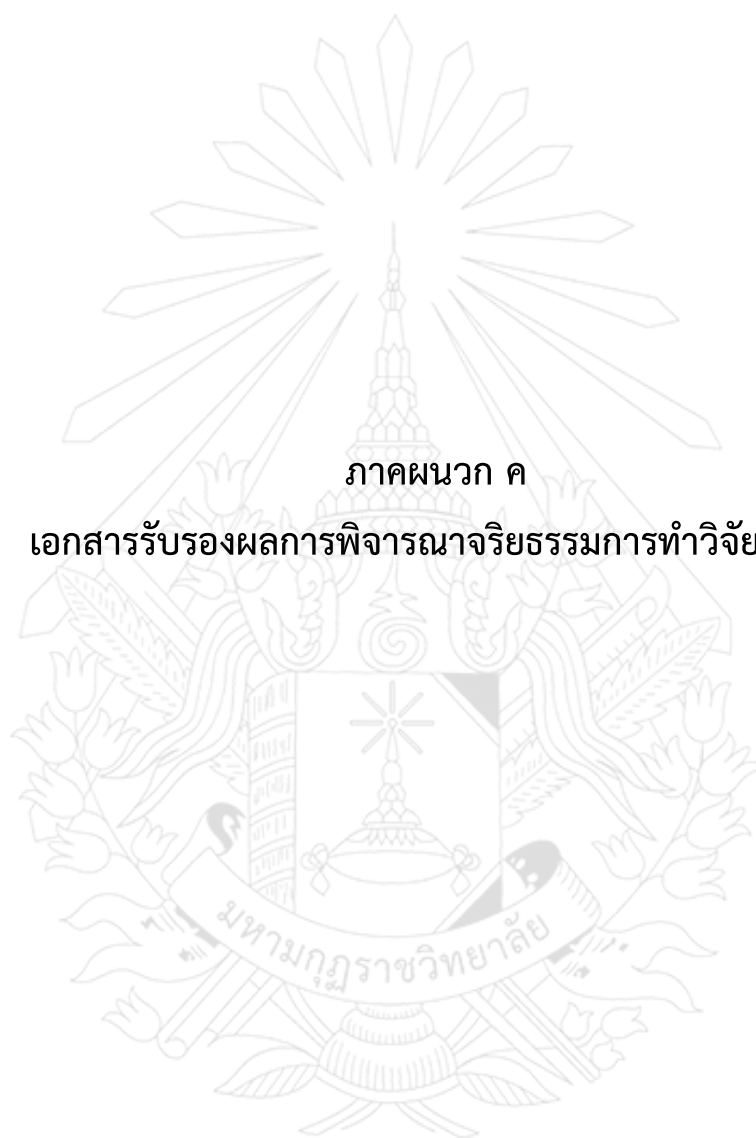 ภาคผนวก ค
เอกสารรับรองผลการพิจารณาจริยธรรมการทำวิจัย
มหามกุฏราชวิทยาลัย